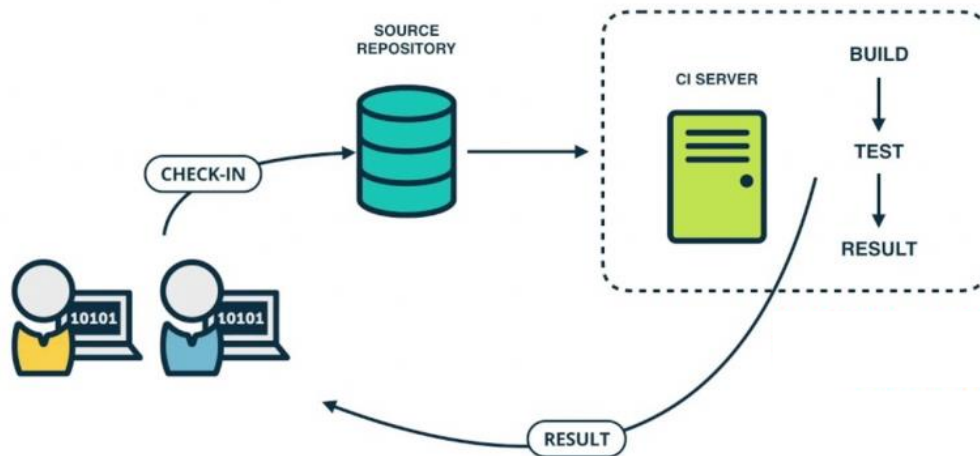 SOURCE
REPOSITORY
CI SERVER
BUILD
TEST
RESULT
CHECK-IN
10101
10101
RESULT